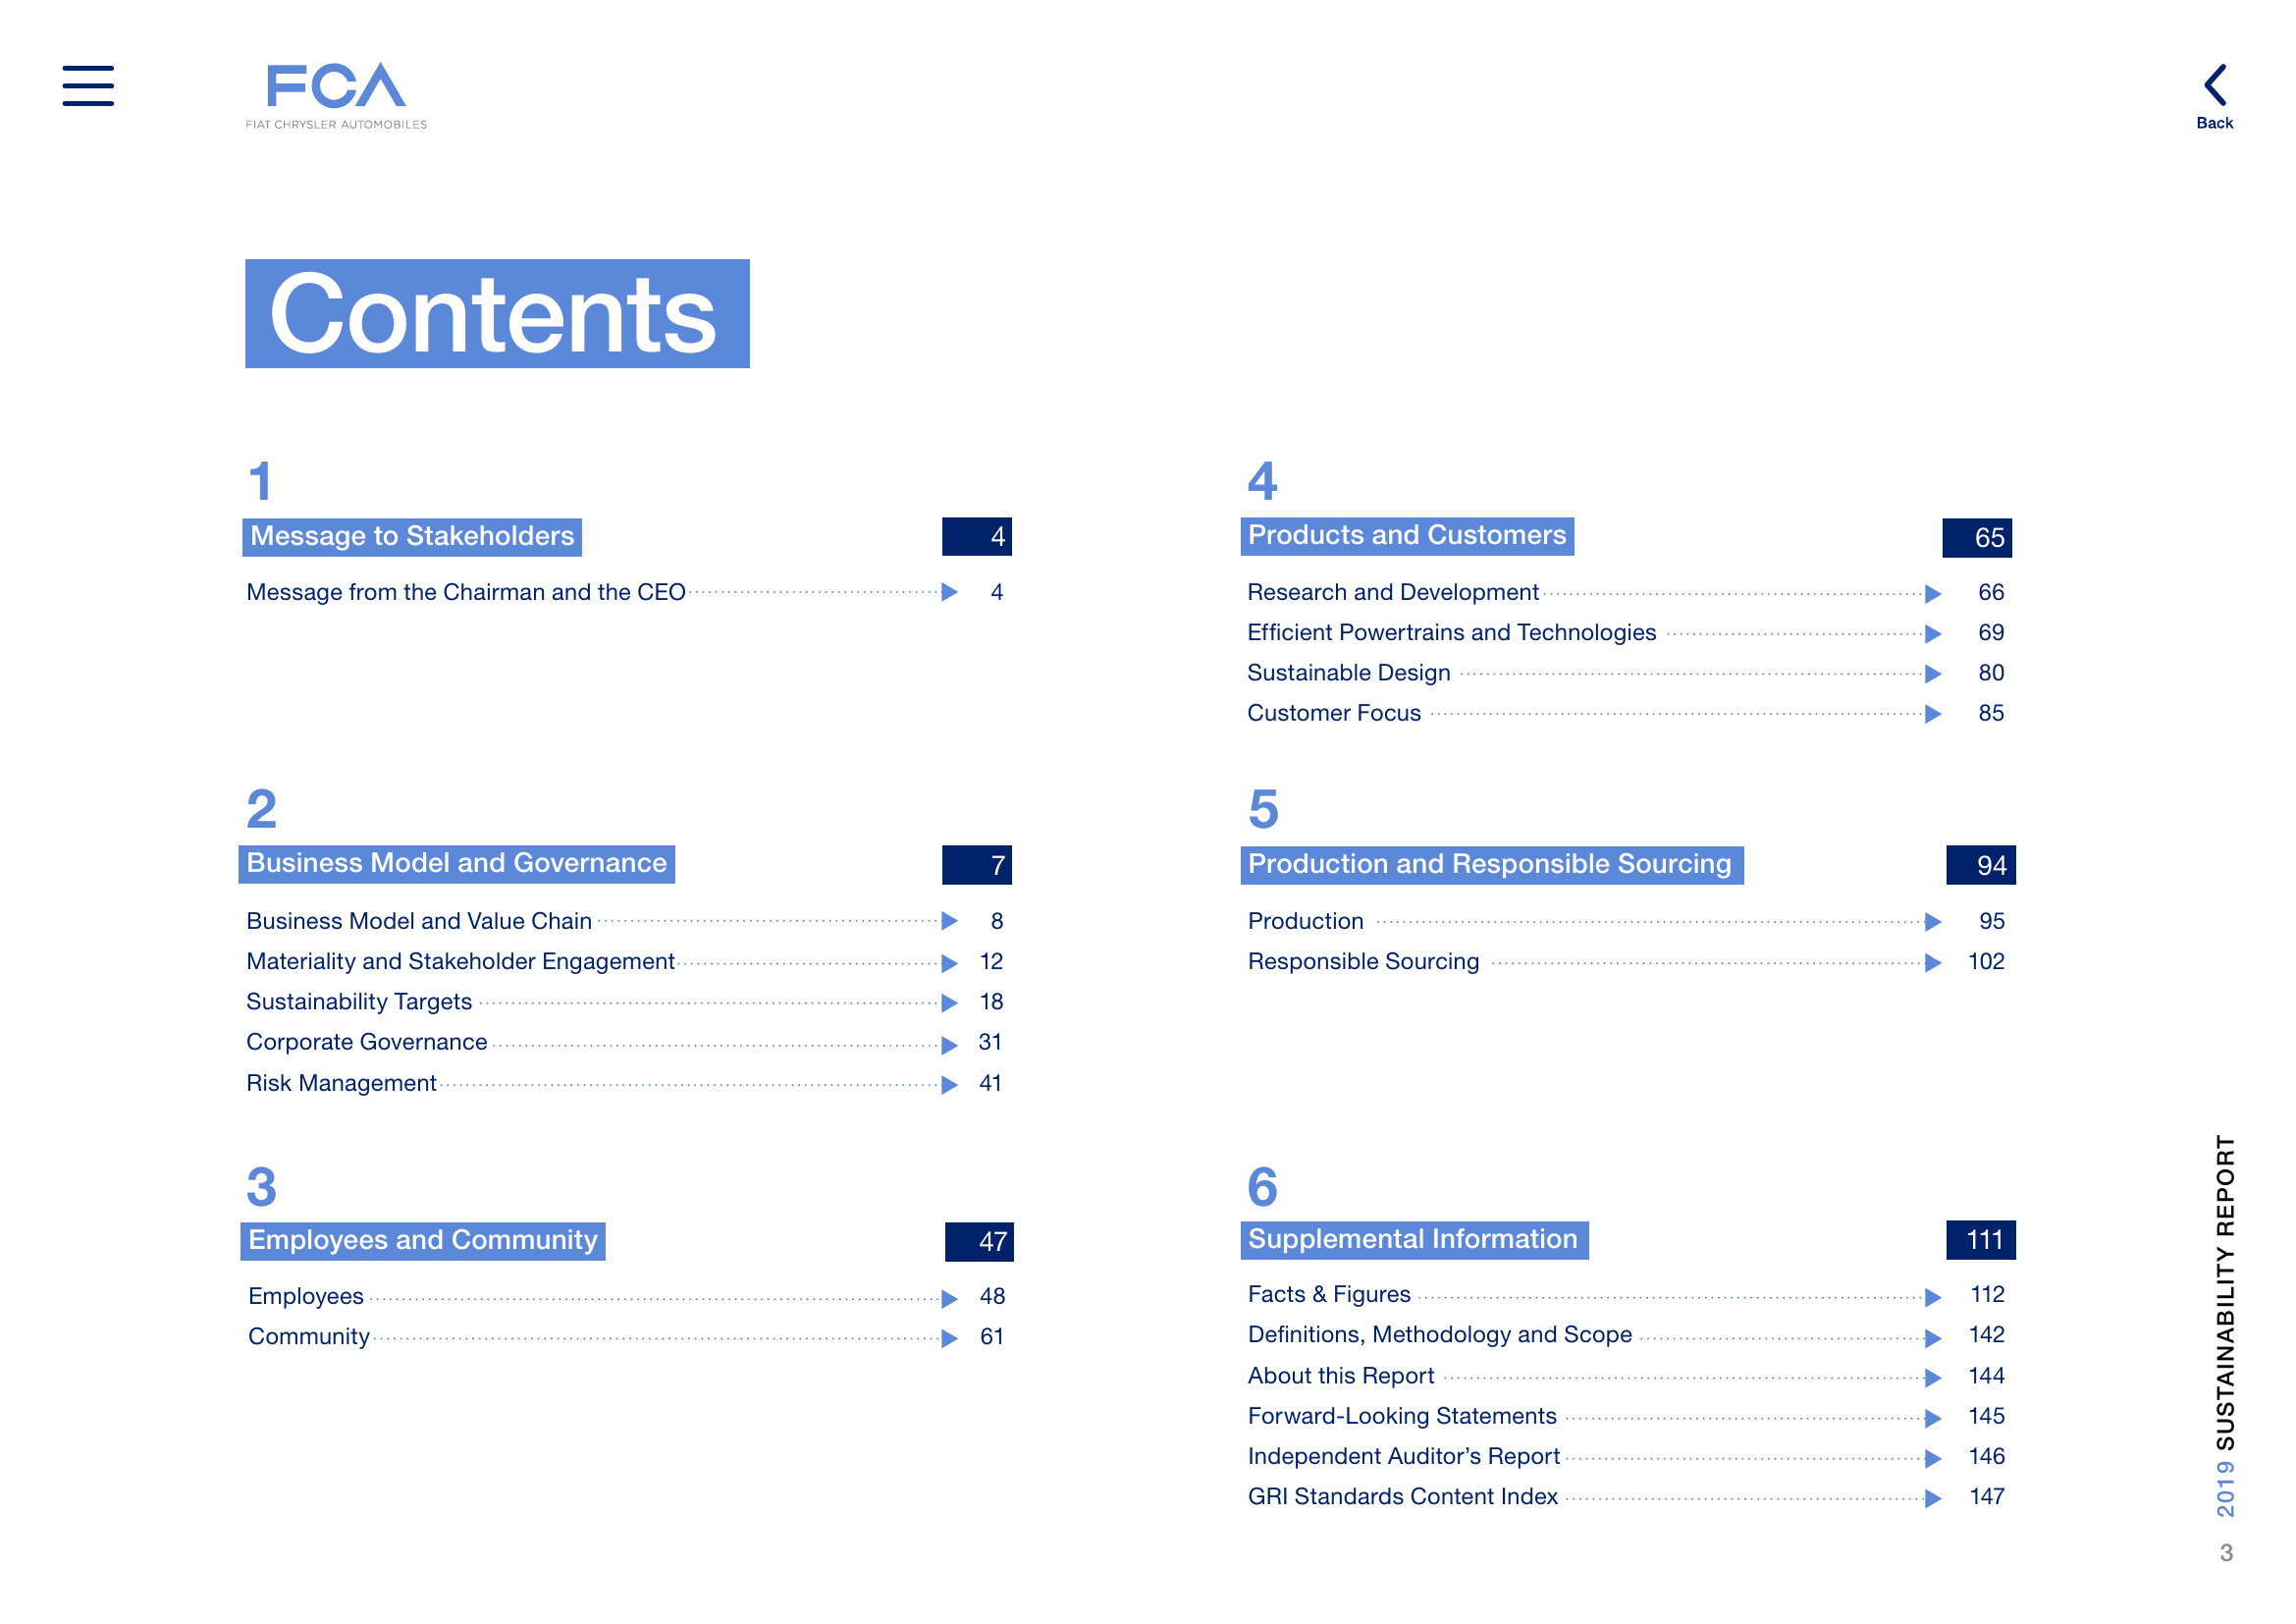 FCA
FIAT CHRYSLER AUTOMOBILES
Back
Contents
1
Message to Stakeholders 4
Message from the Chairman and the CEO 4
2
Business Model and Governance 7
Business Model and Value Chain 8
Materiality and Stakeholder Engagement 12
Sustainability Targets 18
Corporate Governance 31
Risk Management 41
3
Employees and Community 47
Employees 48
Community 61
4
Products and Customers 65
Research and Development 66
Efficient Powertrains and Technologies 69
Sustainable Design 80
Customer Focus 85
5
Production and Responsible Sourcing 94
Production 95
Responsible Sourcing 102
6
Supplemental Information 111
Facts & Figures 112
Definitions, Methodology and Scope 142
About this Report 144
Forward-Looking Statements 145
Independent Auditor’s Report 146
GRI Standards Content Index 147
2019 SUSTAINABILITY REPORT
3